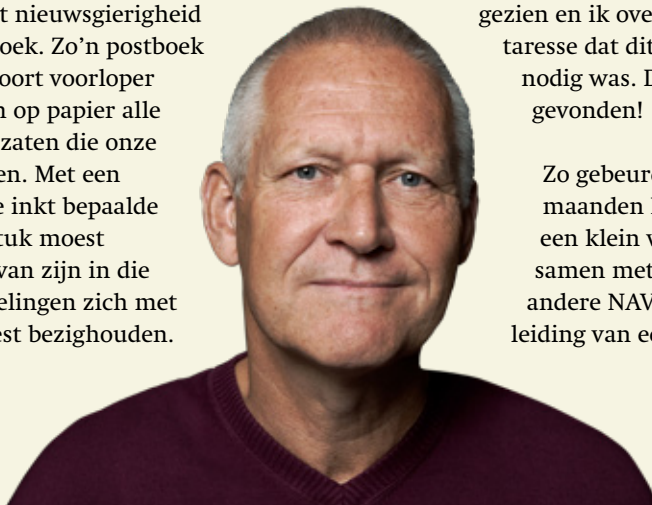 t nieuwsgierigheid
oek. Zo’n postboek
oort voorloper
n op papier alle
zaten die onze
en. Met een
e inkt bepaalde
tuk moest
van zijn in die
elingen zich met
est bezighouden.
gezien en ik ove
taresse dat dit
nodig was. D
gevonden!
Zo gebeurd
maanden l
een klein v
samen met
andere NAV
leiding van ee